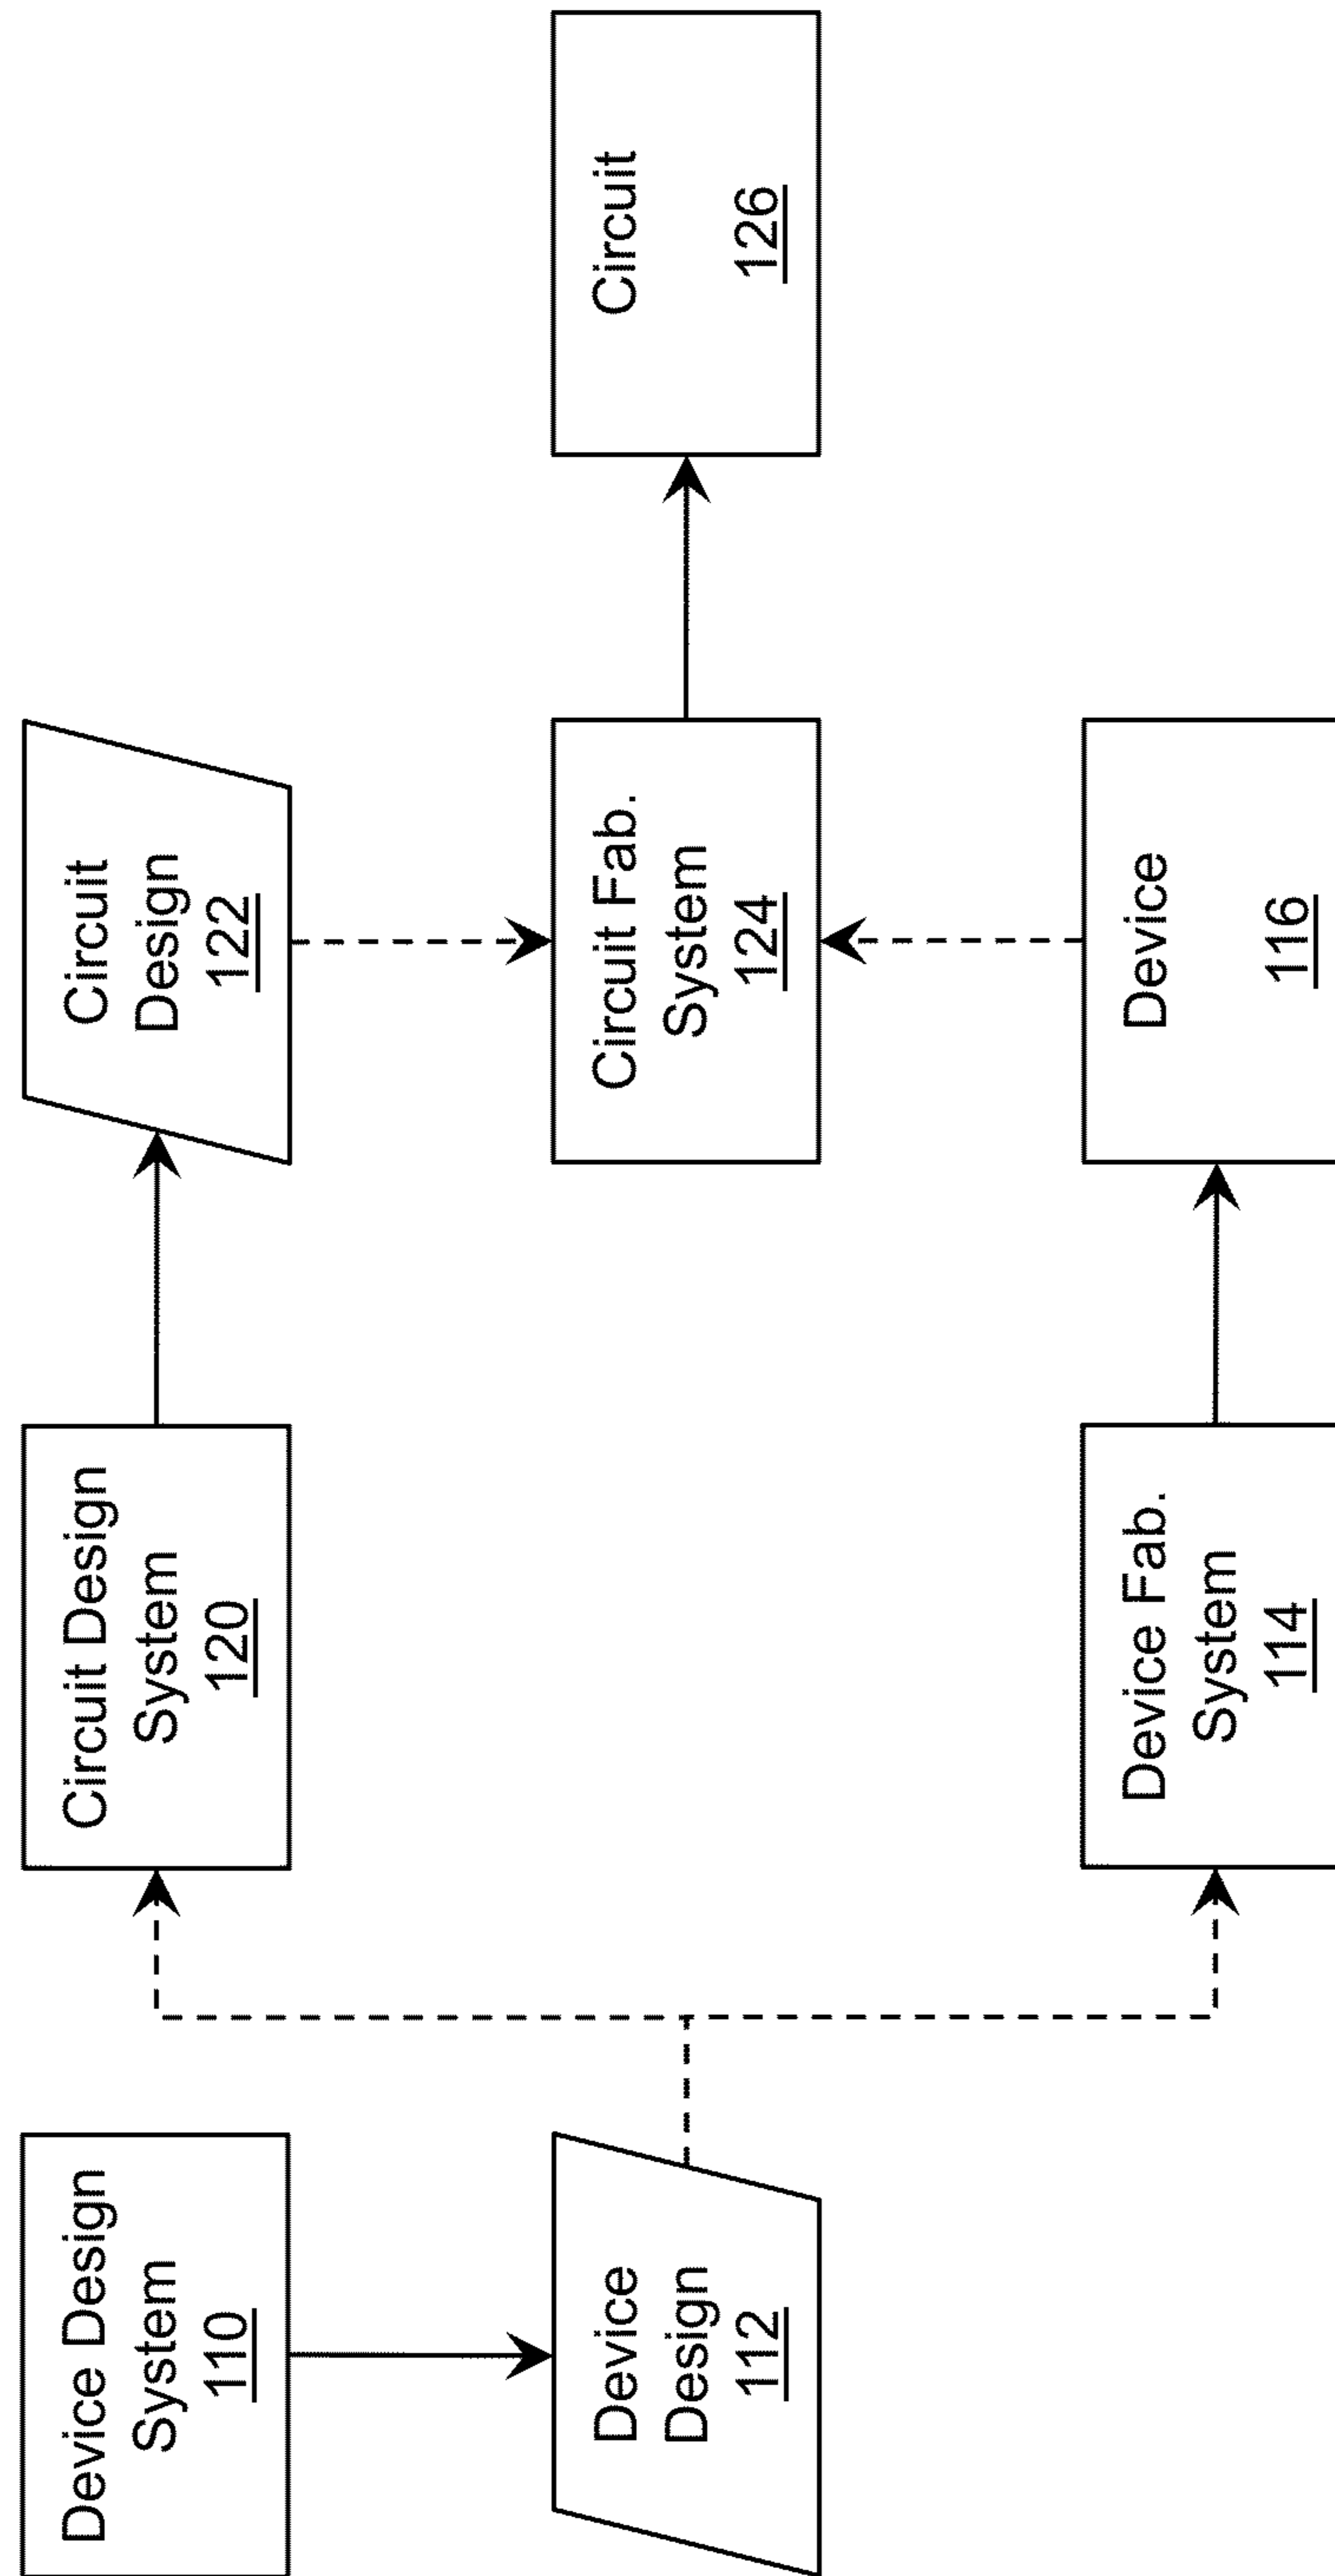 Device Design
System
110
Circuit Design
System
120
Circuit
Design
122
Device
Design
112
Circuit Fab.
System
124
Circuit
126
Device Fab.
System
114
Device
116